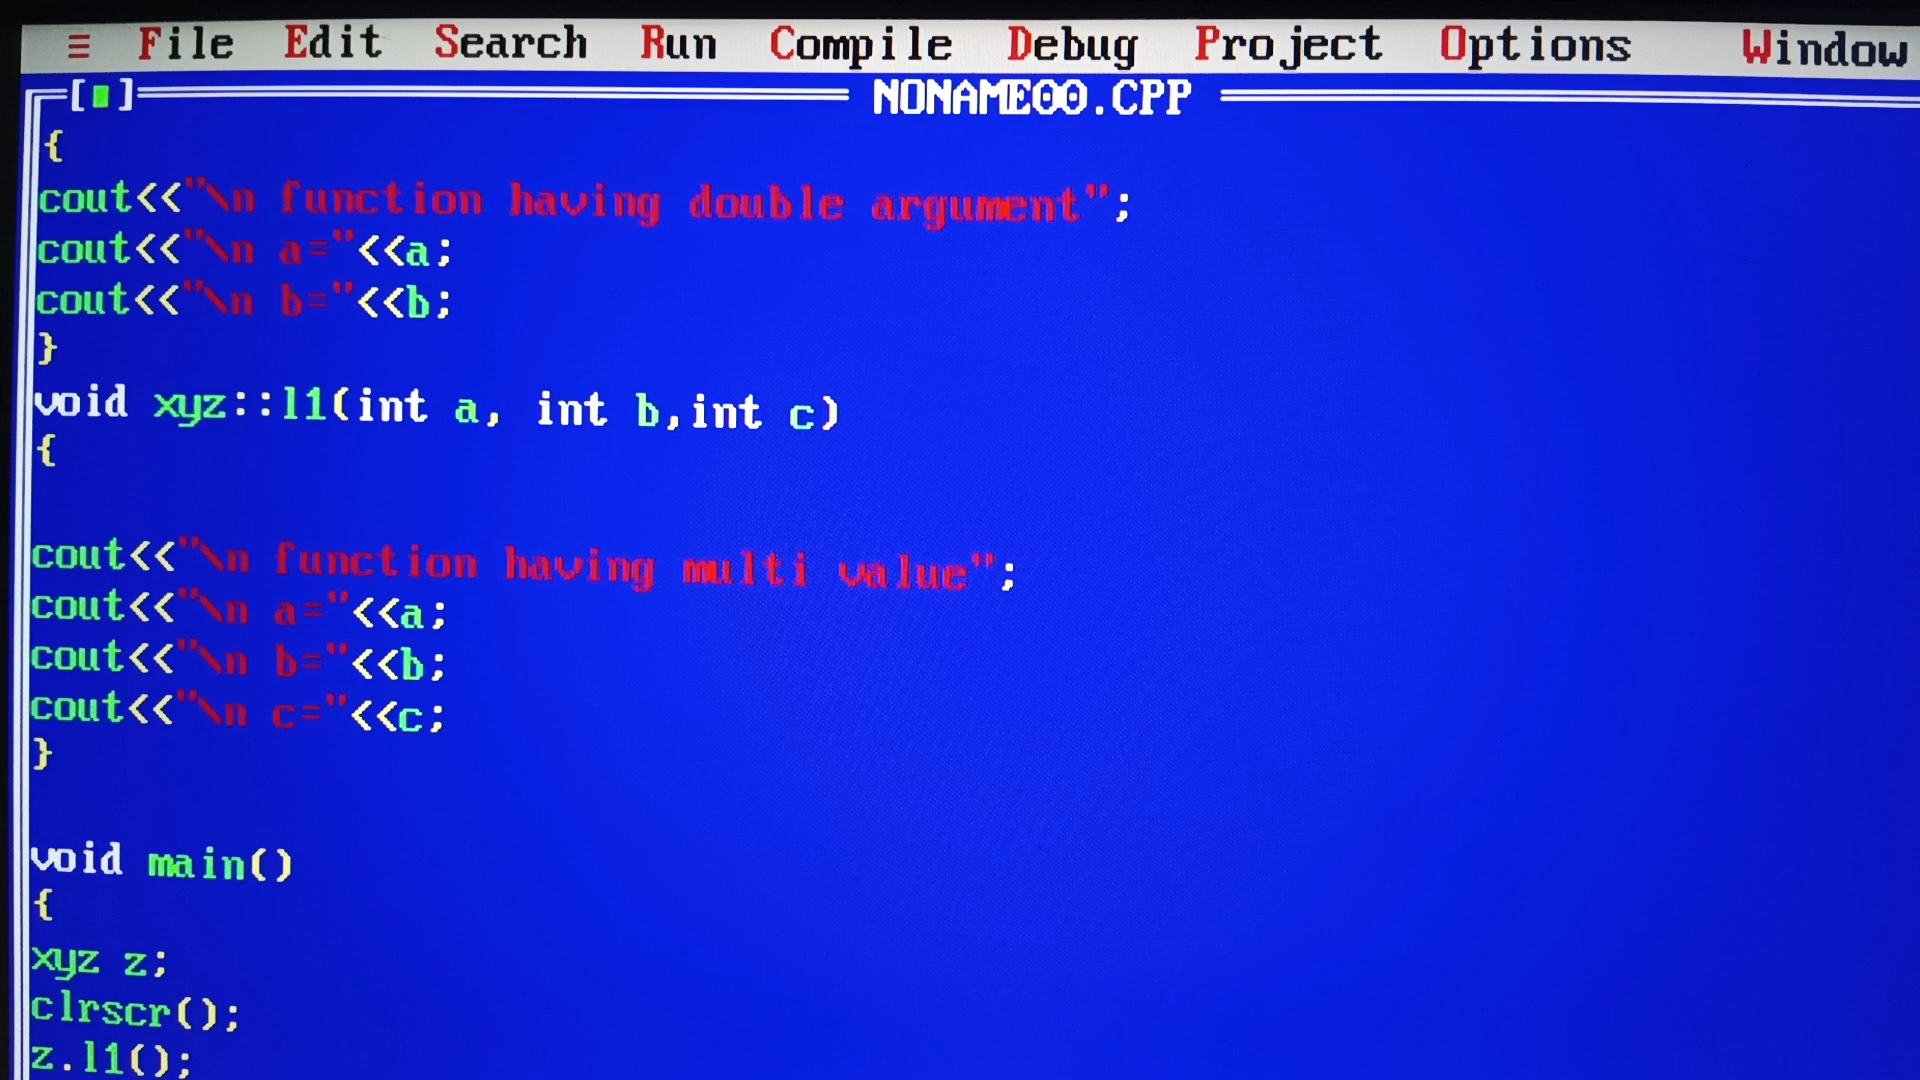 ≡ File Edit Search Run Compile Debug Project Options Window
[■] NONAME00.CPP
{
cout<<"\n function having double argument";
cout<<"\n a="<<a;
cout<<"\n b="<<b;
}
void xyz::l1(int a, int b,int c)
{
cout<<"\n function having multi value";
cout<<"\n a="<<a;
cout<<"\n b="<<b;
cout<<"\n c="<<c;
}
void main()
{
xyz z;
clrscr();
z.l1();